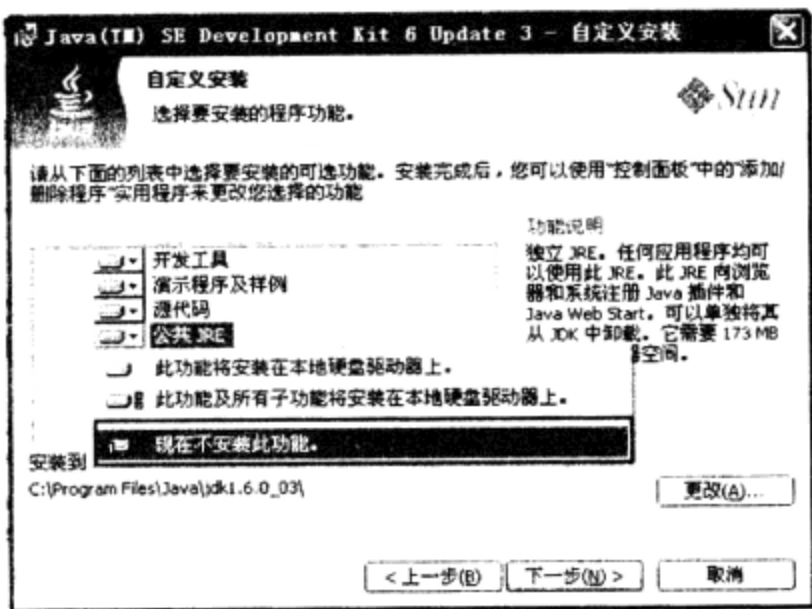 Java(TM) SE Development Kit 6 Update 3 - 自定义安装
自定义安装
选择要安装的程序功能。
Sun
请从下面的列表中选择要安装的可选功能。安装完成后，您可以使用“控制面板”中的“添加/
删除程序”实用程序来更改您选择的功能
开发工具
演示程序及样例
源代码
公共 JRE
此功能将安装在本地硬盘驱动器上。
此功能及所有子功能将安装在本地硬盘驱动器上。
现在不安装此功能。
功能说明
独立 JRE。任何应用程序均可
以使用此 JRE。此 JRE 向浏览
器和系统注册 Java 插件和
Java Web Start。可以单独将其
从 JDK 中卸载。它需要 173 MB
器空间。
安装到
C:\Program Files\Java\jdk1.6.0_03\
更改(A)...
< 上一步(B)
下一步(N) >
取消